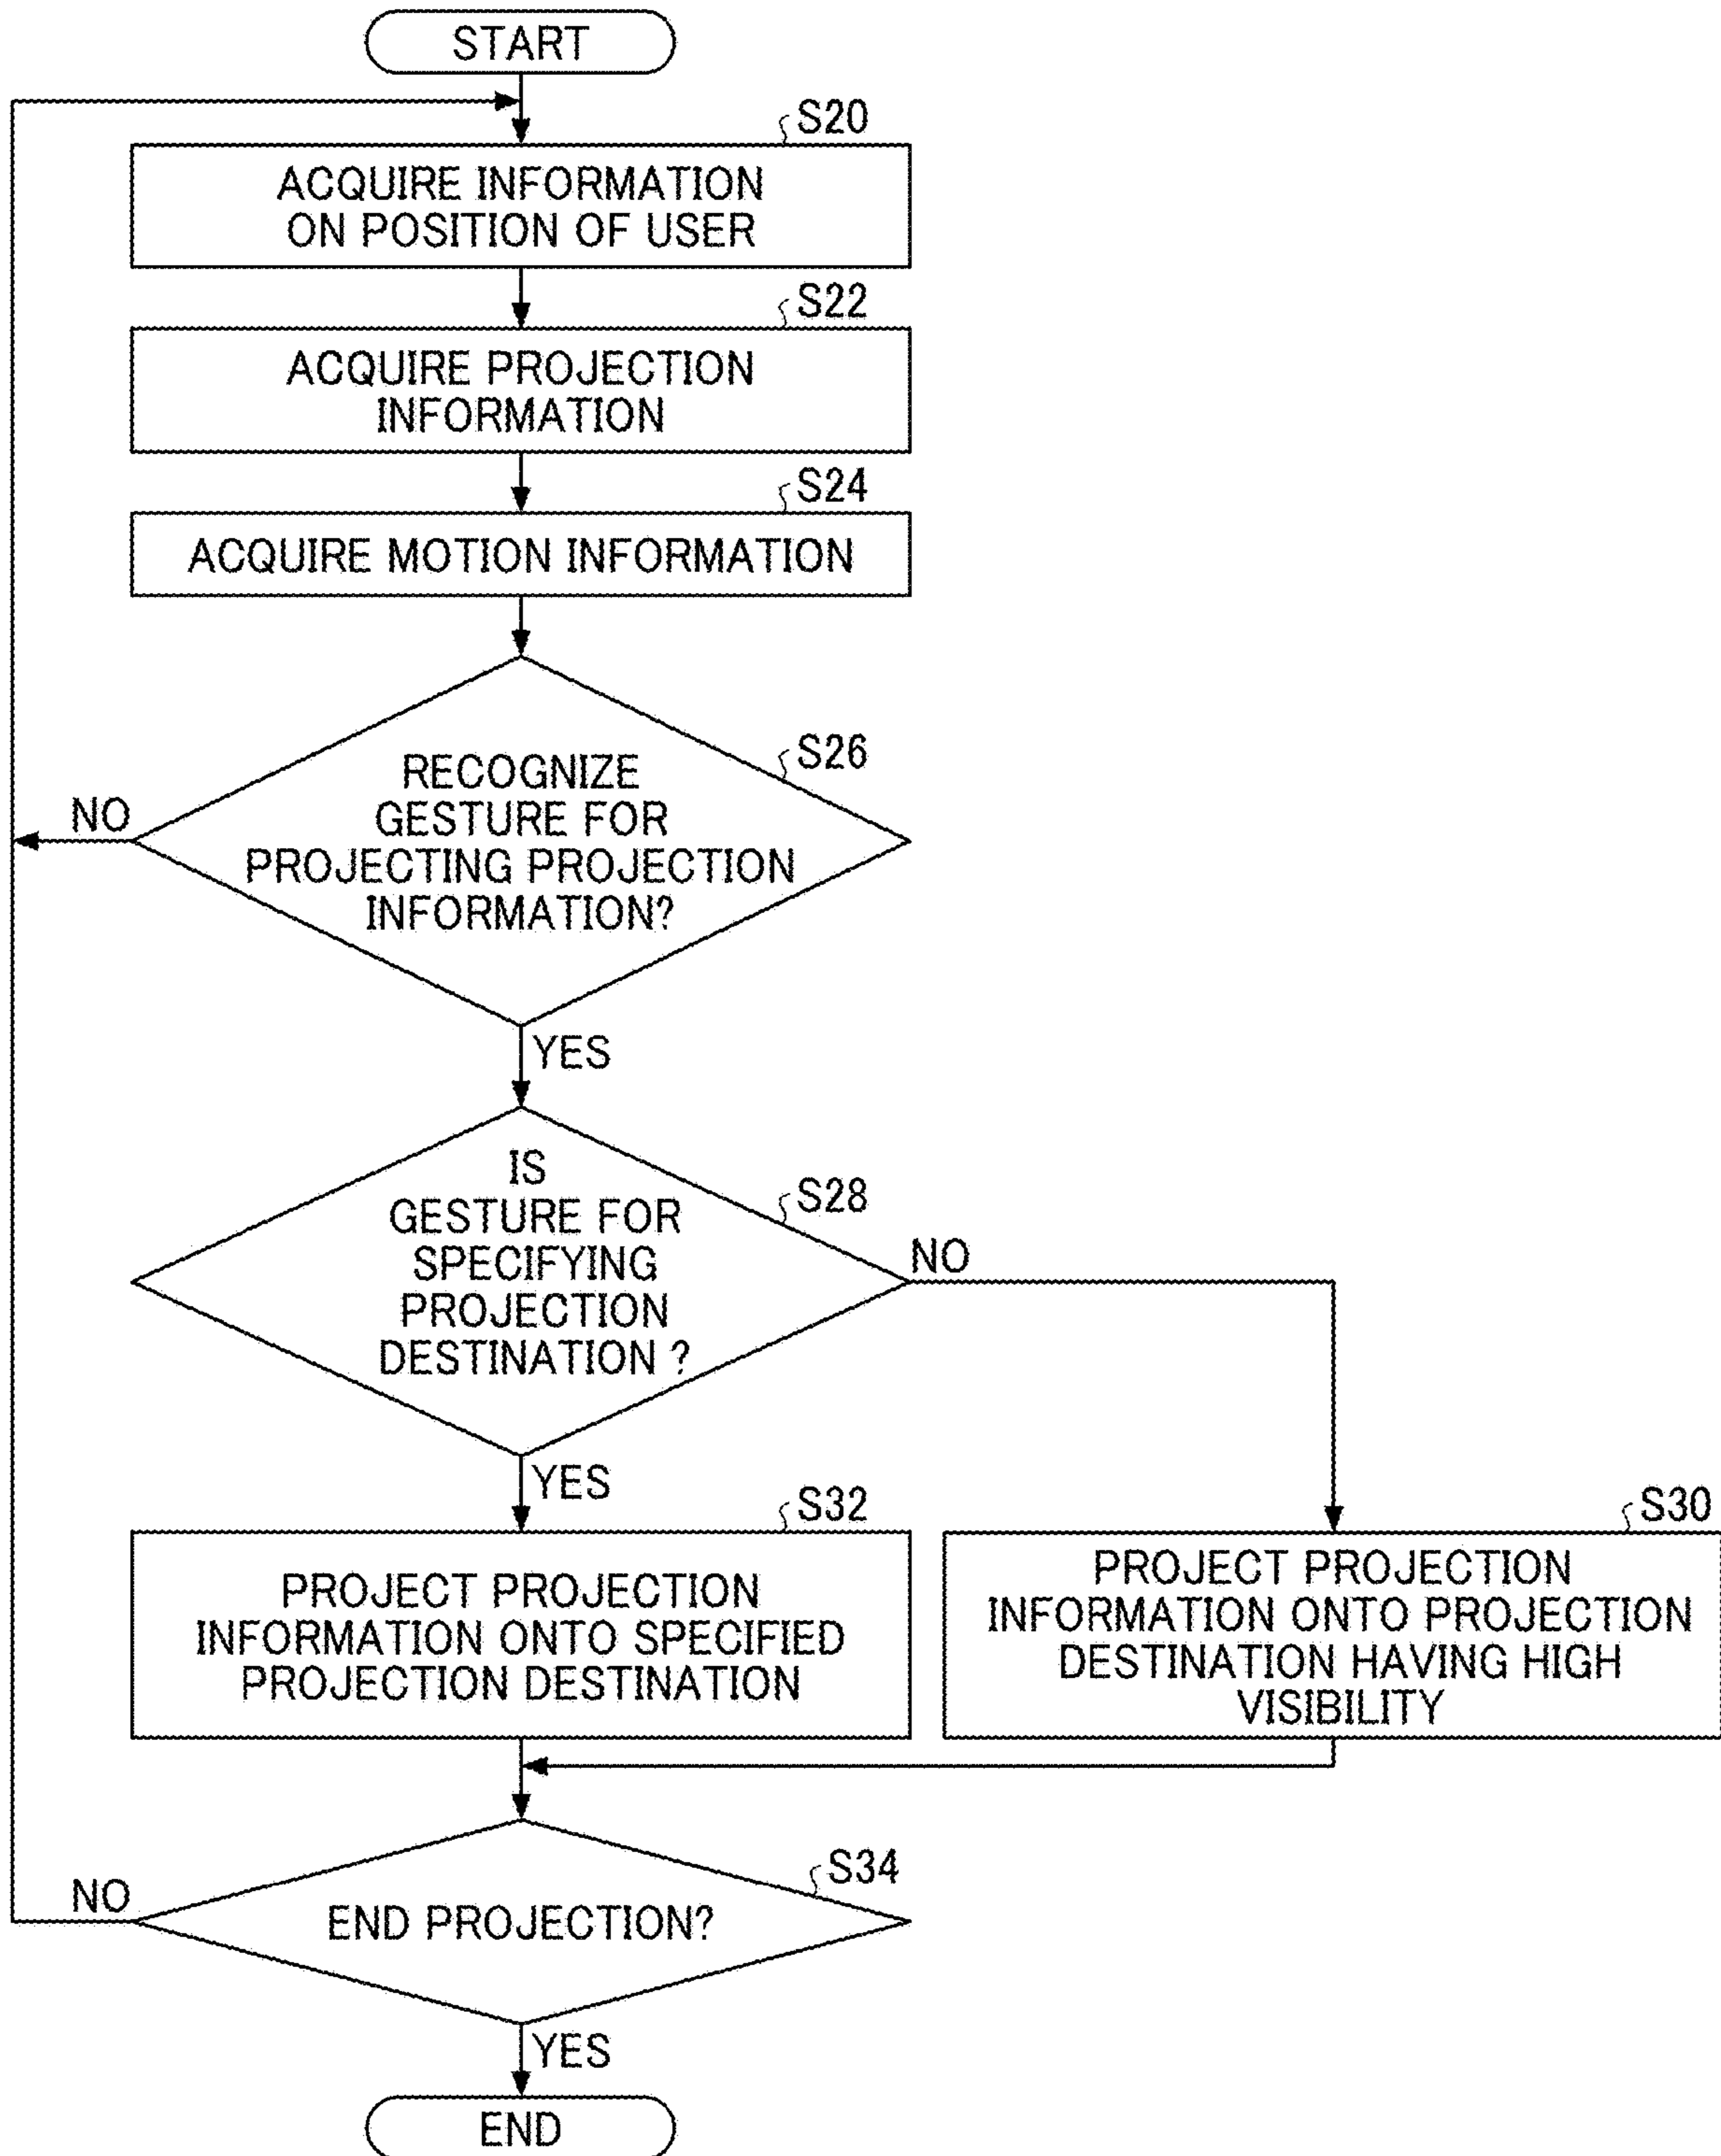 START
S20
ACQUIRE INFORMATION
ON POSITION OF USER
S22
ACQUIRE PROJECTION
INFORMATION
S24
ACQUIRE MOTION INFORMATION
S26
RECOGNIZE
GESTURE FOR
PROJECTING PROJECTION
INFORMATION?
NO
YES
S28
IS
GESTURE FOR
SPECIFYING
PROJECTION
DESTINATION ?
NO
YES
S32
PROJECT PROJECTION
INFORMATION ONTO SPECIFIED
PROJECTION DESTINATION
S30
PROJECT PROJECTION
INFORMATION ONTO PROJECTION
DESTINATION HAVING HIGH
VISIBILITY
S34
END PROJECTION?
NO
YES
END